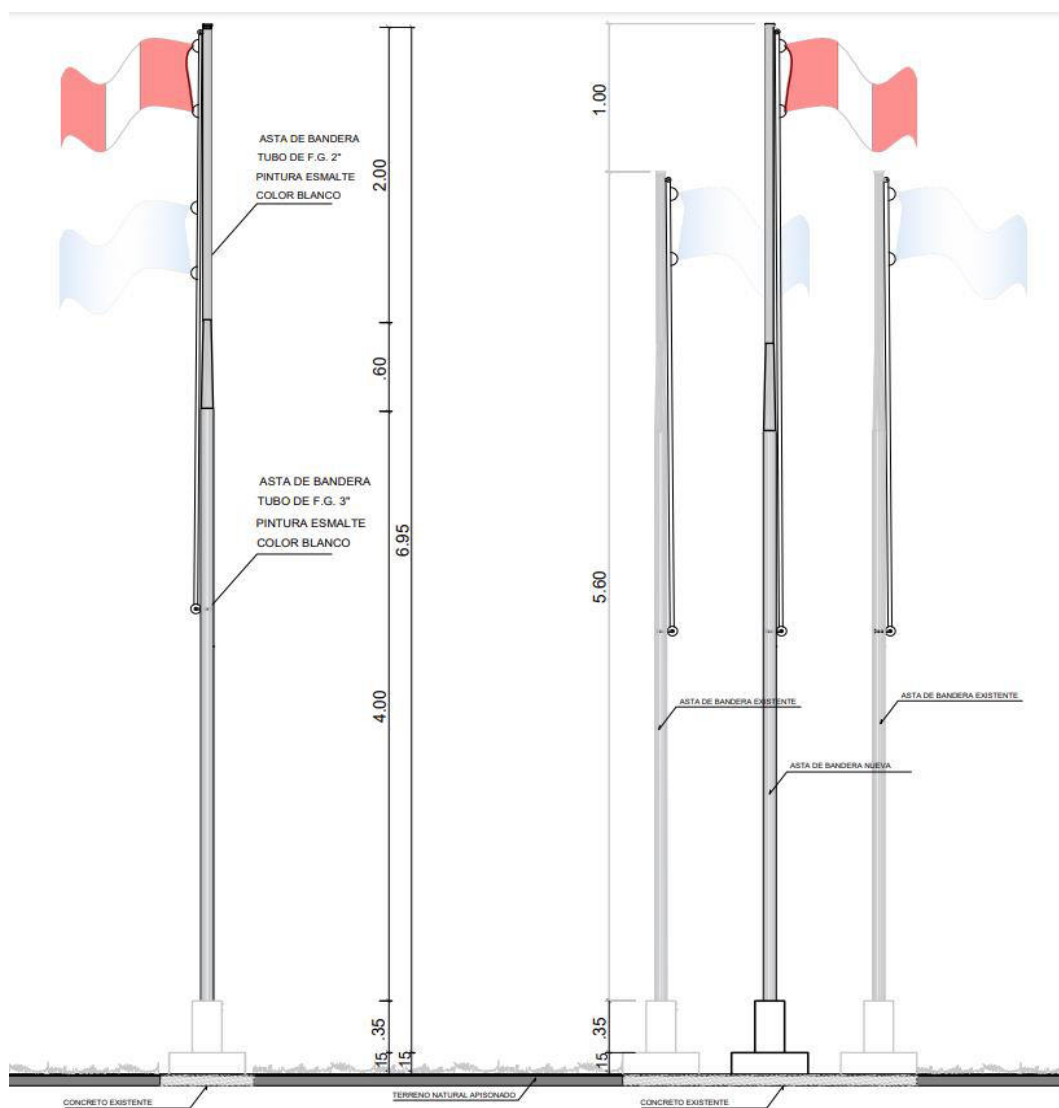 ASTA DE BANDERA
TUBO DE F.G. 2"
PINTURA ESMALTE
COLOR BLANCO
2.00
.60
ASTA DE BANDERA
TUBO DE F.G. 3"
PINTURA ESMALTE
COLOR BLANCO
6.95
4.00
.35
.15
.15
CONCRETO EXISTENTE
TERRENO NATURAL APISONADO
1.00
5.60
ASTA DE BANDERA EXISTENTE
ASTA DE BANDERA EXISTENTE
ASTA DE BANDERA NUEVA
.35
.15
CONCRETO EXISTENTE